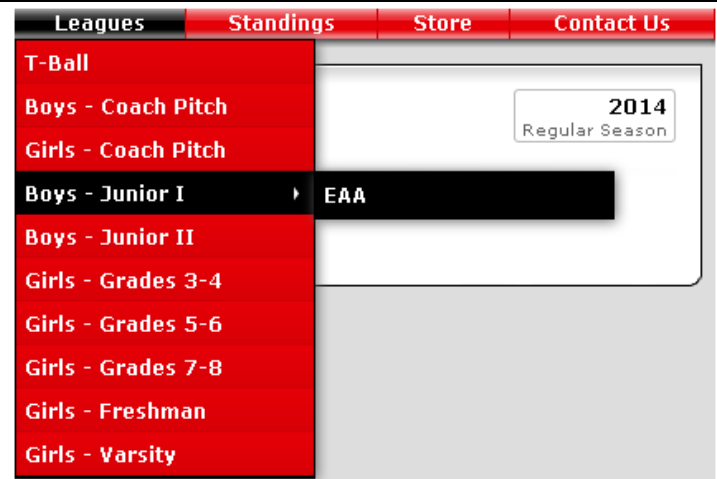 Leagues Standings Store Contact Us
T-Ball
Boys - Coach Pitch
2014
Regular Season
Girls - Coach Pitch
Boys - Junior I EAA
Boys - Junior II
Girls - Grades 3-4
Girls - Grades 5-6
Girls - Grades 7-8
Girls - Freshman
Girls - Varsity